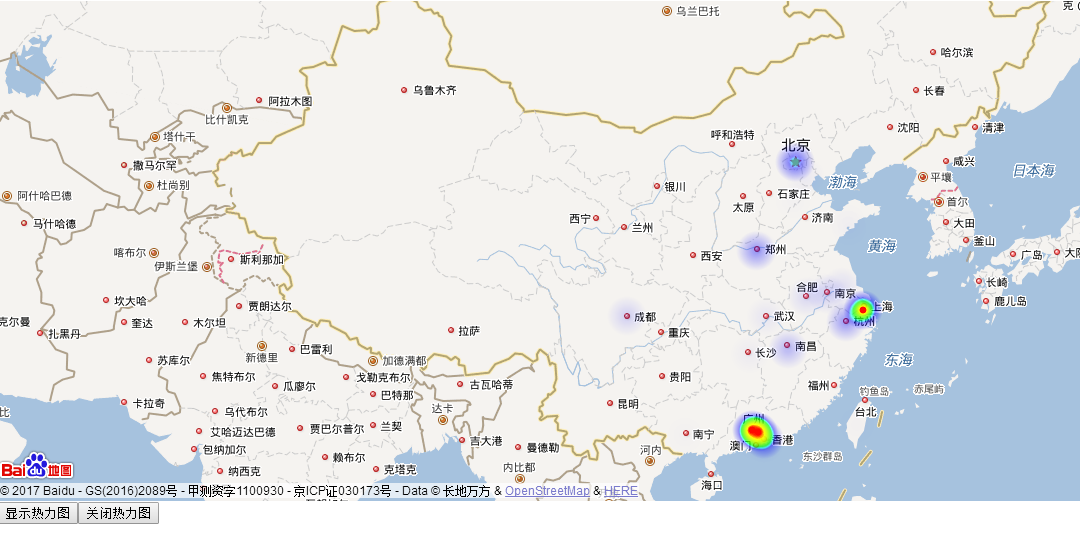 乌兰巴托
克(
哈尔滨
乌鲁木齐
长春
阿拉木图
比什凯克
沈阳
清津
塔什干
呼和浩特
北京
撒马尔罕
咸兴
日本海
杜尚别
平壤
渤海
银川
石家庄
阿什哈巴德
太原
首尔
马什哈德
西宁
兰州
济南
大田
黄海
釜山
喀布尔
伊斯兰堡
斯利那加
西安
郑州
广岛
大阪
长崎
合肥
南京
坎大哈
贾朗达尔
鹿儿岛
上海
克尔曼
扎黑丹
奎达
木尔坦
成都
武汉
杭州
拉萨
重庆
新德里
巴雷利
苏库尔
加德满都
长沙
南昌
东海
焦特布尔
瓜廖尔
戈勒克布尔
古瓦哈蒂
贵阳
福州
钓鱼岛
赤尾屿
巴特那
卡拉奇
达卡
昆明
台北
比
乌代布尔
广州
艾哈迈达巴德
贾巴尔普尔
兰契
吉大港
曼德勒
南宁
澳门
香港
包纳加尔
河内
东沙群岛
赖布尔
纳西克
克塔克
内比都
海口
Bai du 地图
© 2017 Baidu - GS(2016)2089号 - 甲测资字1100930 - 京ICP证030173号 - Data © 长地万方 & OpenStreetMap & HERE
显示热力图 关闭热力图